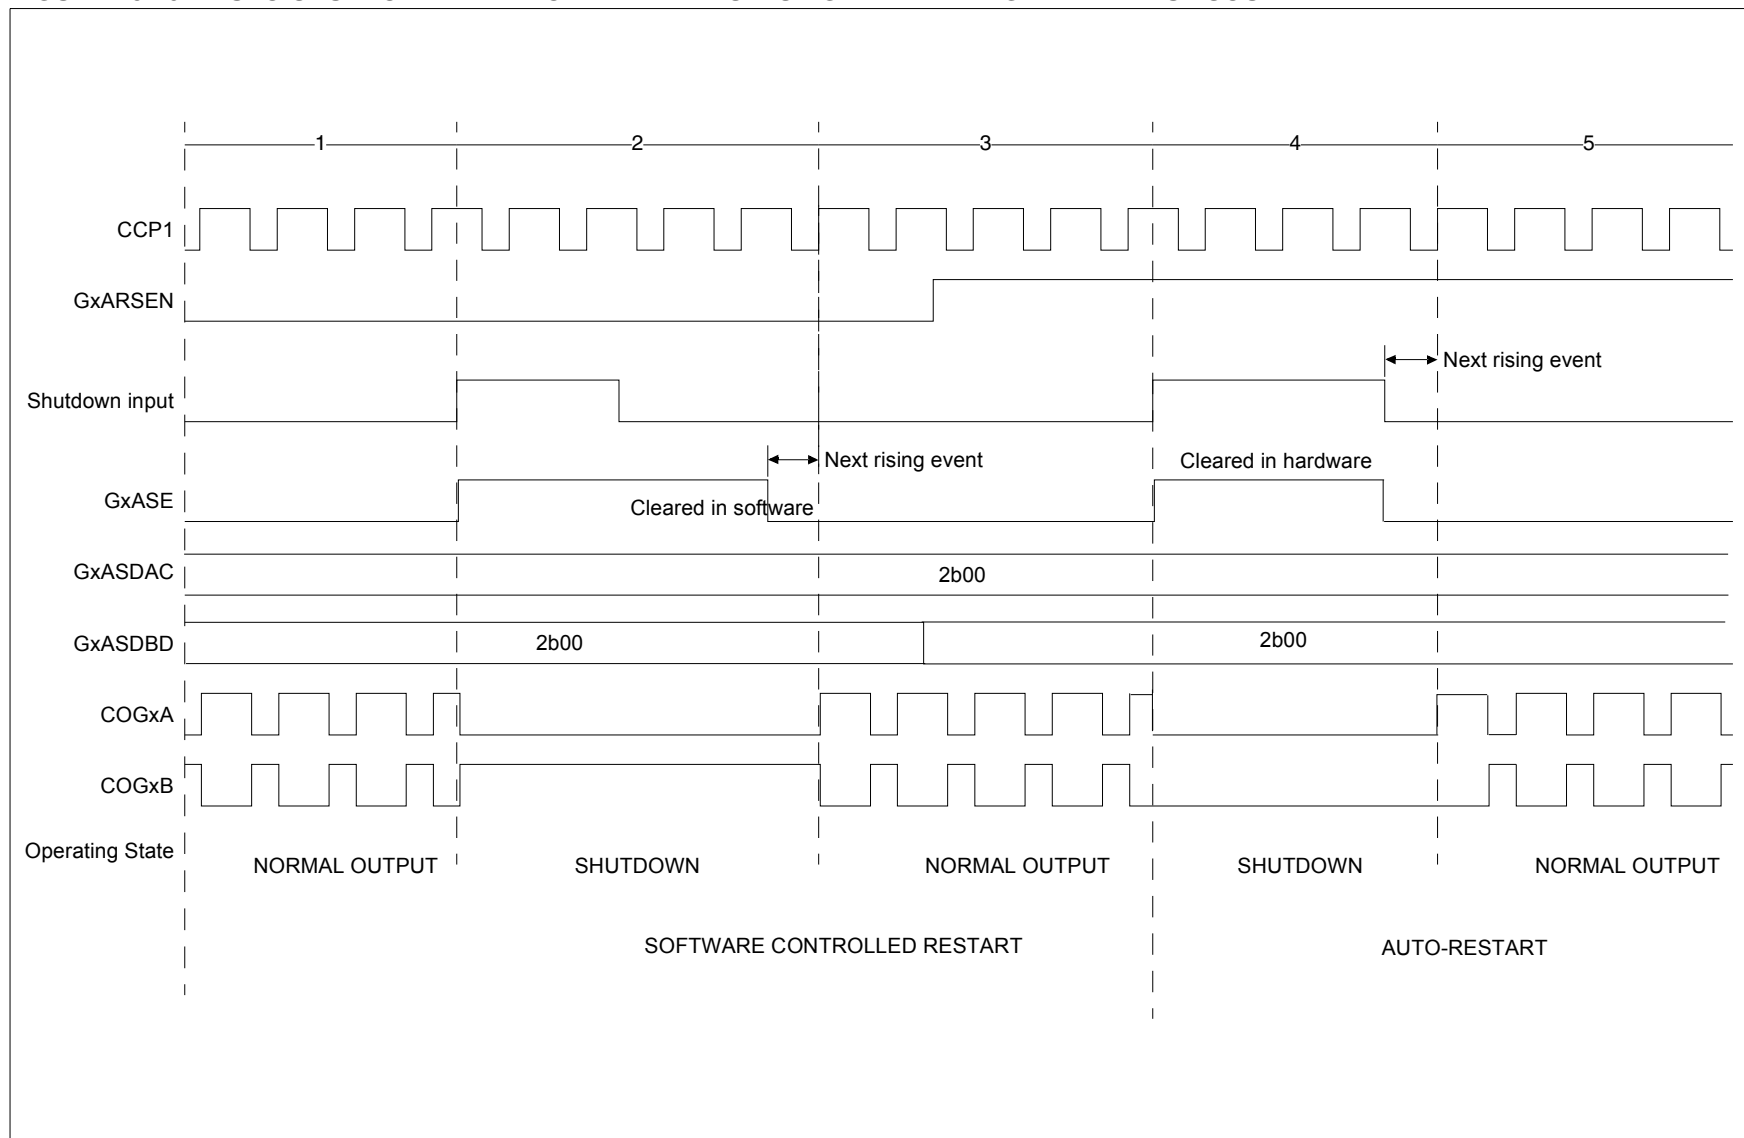 1 2 3 4 5
CCP1
GxARSEN
Next rising event
Shutdown input
Next rising event
Cleared in hardware
GxASE
Cleared in software
GxASDAC
2b00
GxASDBD
2b00
2b00
COGxA
COGxB
Operating State
NORMAL OUTPUT
SHUTDOWN
NORMAL OUTPUT
SHUTDOWN
NORMAL OUTPUT
SOFTWARE CONTROLLED RESTART
AUTO-RESTART